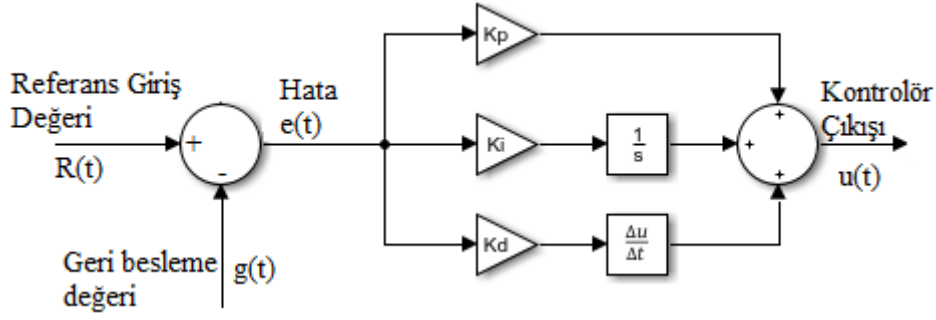 Referans Giriş
Değeri
R(t)
+
-
Geri besleme
değeri
g(t)
Hata
e(t)
Kp
Ki
1
s
Kd
Δu
Δt
+
+
+
Kontrolör
Çıkışı
u(t)